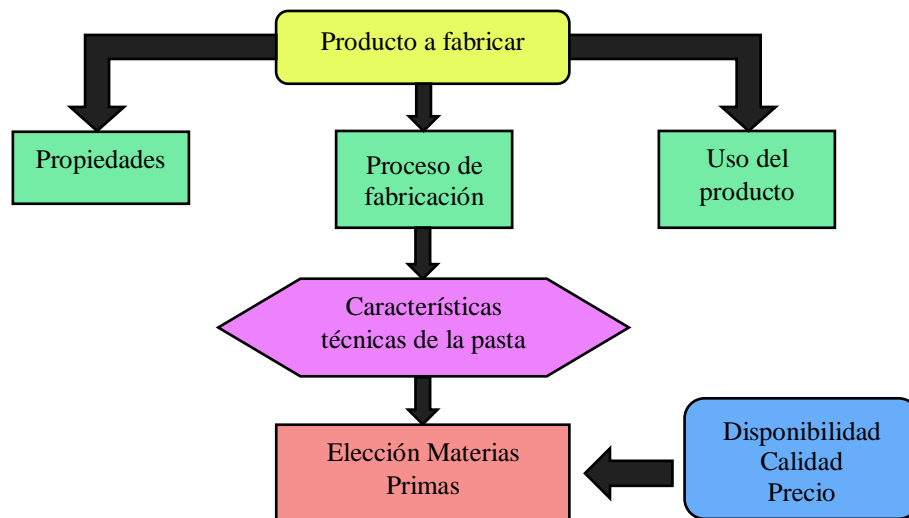 Producto a fabricar
Propiedades
Proceso de
fabricación
Uso del
producto
Características
técnicas de la pasta
Elección Materias
Primas
Disponibilidad
Calidad
Precio